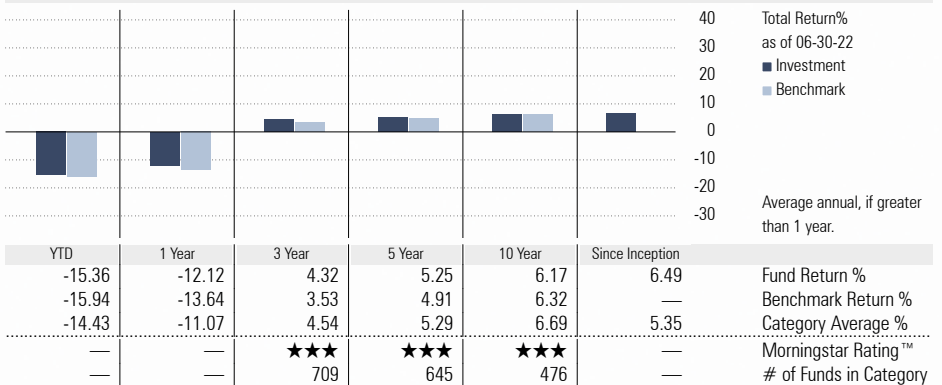 40
30
20
10
0
-10
-20
-30
Total Return%
as of 06-30-22
Investment
Benchmark
Average annual, if greater
than 1 year.
YTD 1 Year 3 Year 5 Year 10 Year Since Inception
-15.36 -12.12 4.32 5.25 6.17 6.49 Fund Return %
-15.94 -13.64 3.53 4.91 6.32 — Benchmark Return %
-14.43 -11.07 4.54 5.29 6.69 5.35 Category Average %
— — ★★★ ★★★ ★★★ — Morningstar Rating™
— — 709 645 476 — # of Funds in Category